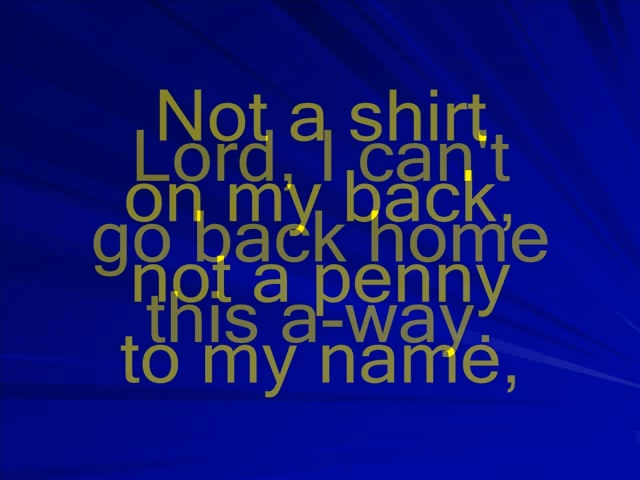 Not a shirt
Lord, I can't
on my back,
go back home
not a penny
this a-way.
to my name,